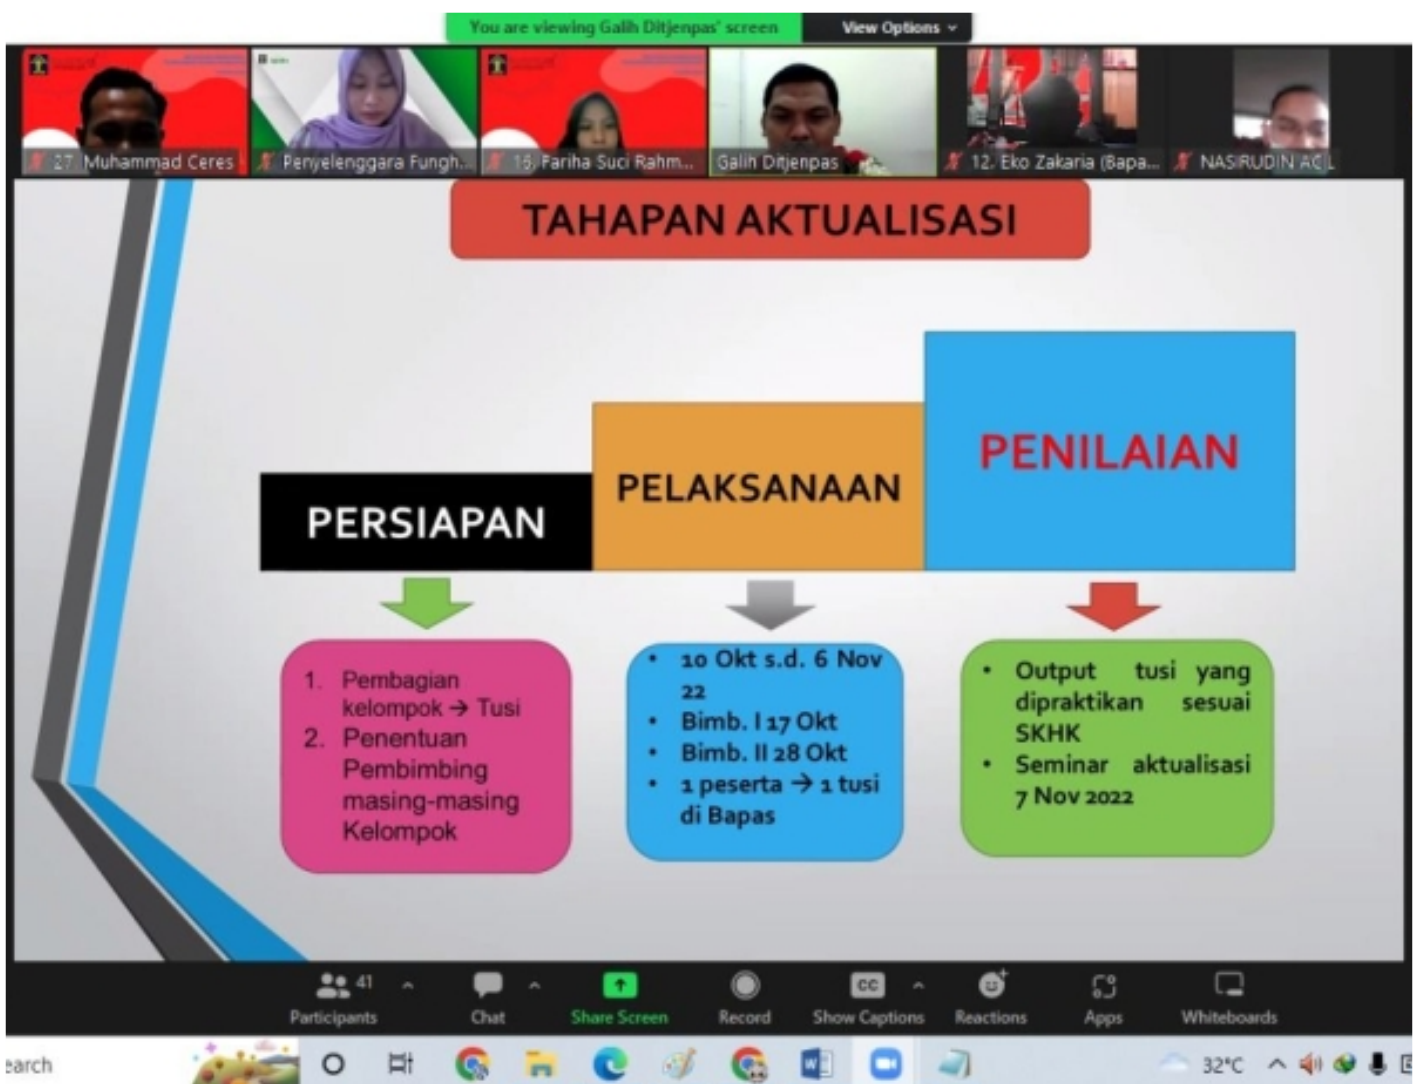 You are viewing Galih Ditjenpas' screen
View Options
27. Muhammad Ceres
Penyelenggara Fungh...
16. Fariha Suci Rahm...
Galih Ditjenpas
12. Eko Zakaria (Bapa...
NASIRUDIN
TAHAPAN AKTUALISASI
PERSIAPAN
PELAKSANAAN
PENILAIAN
1. Pembagian
kelompok → Tusi
2. Penentuan
Pembimbing
masing-masing
Kelompok
• 10 Okt s.d. 6 Nov
22
• Bimb. I 17 Okt
• Bimb. II 28 Okt
• 1 peserta → 1 tusi
di Bapas
• Output tusi yang
dipraktikan sesuai
SKHK
• Seminar aktualisasi
7 Nov 2022
41
Participants
Chat
Share Screen
Record
CC
Show Captions
Reactions
Apps
Whiteboards
earch
32°C